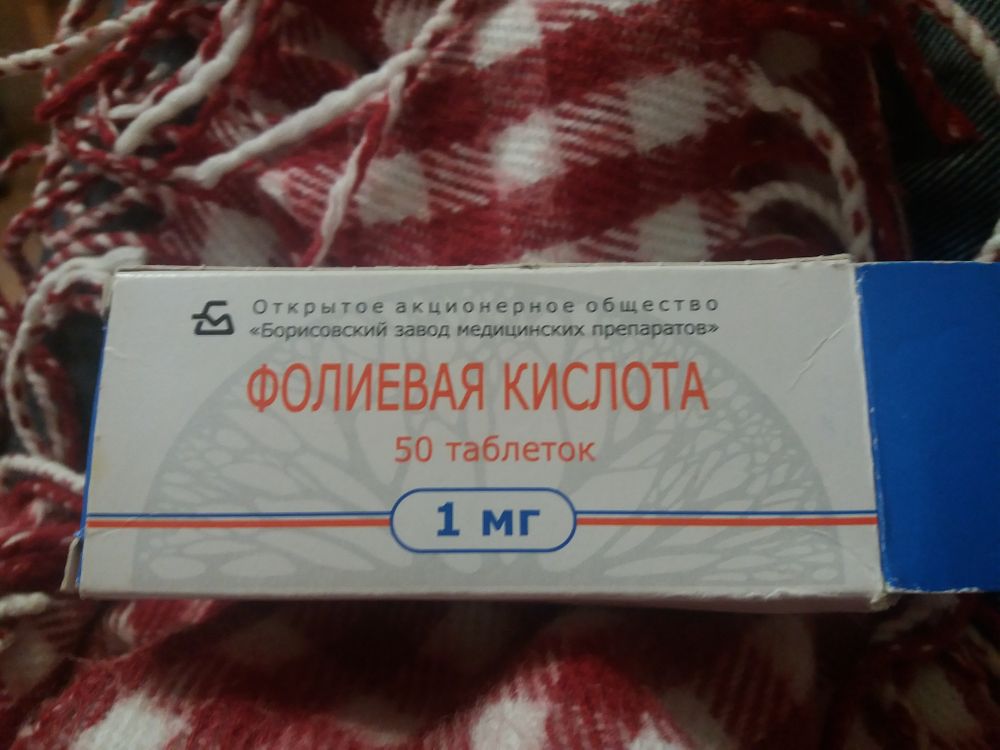 Открытое акционерное общество
«Борисовский завод медицинских препаратов»
ФОЛИЕВАЯ КИСЛОТА
50 таблеток
1 мг